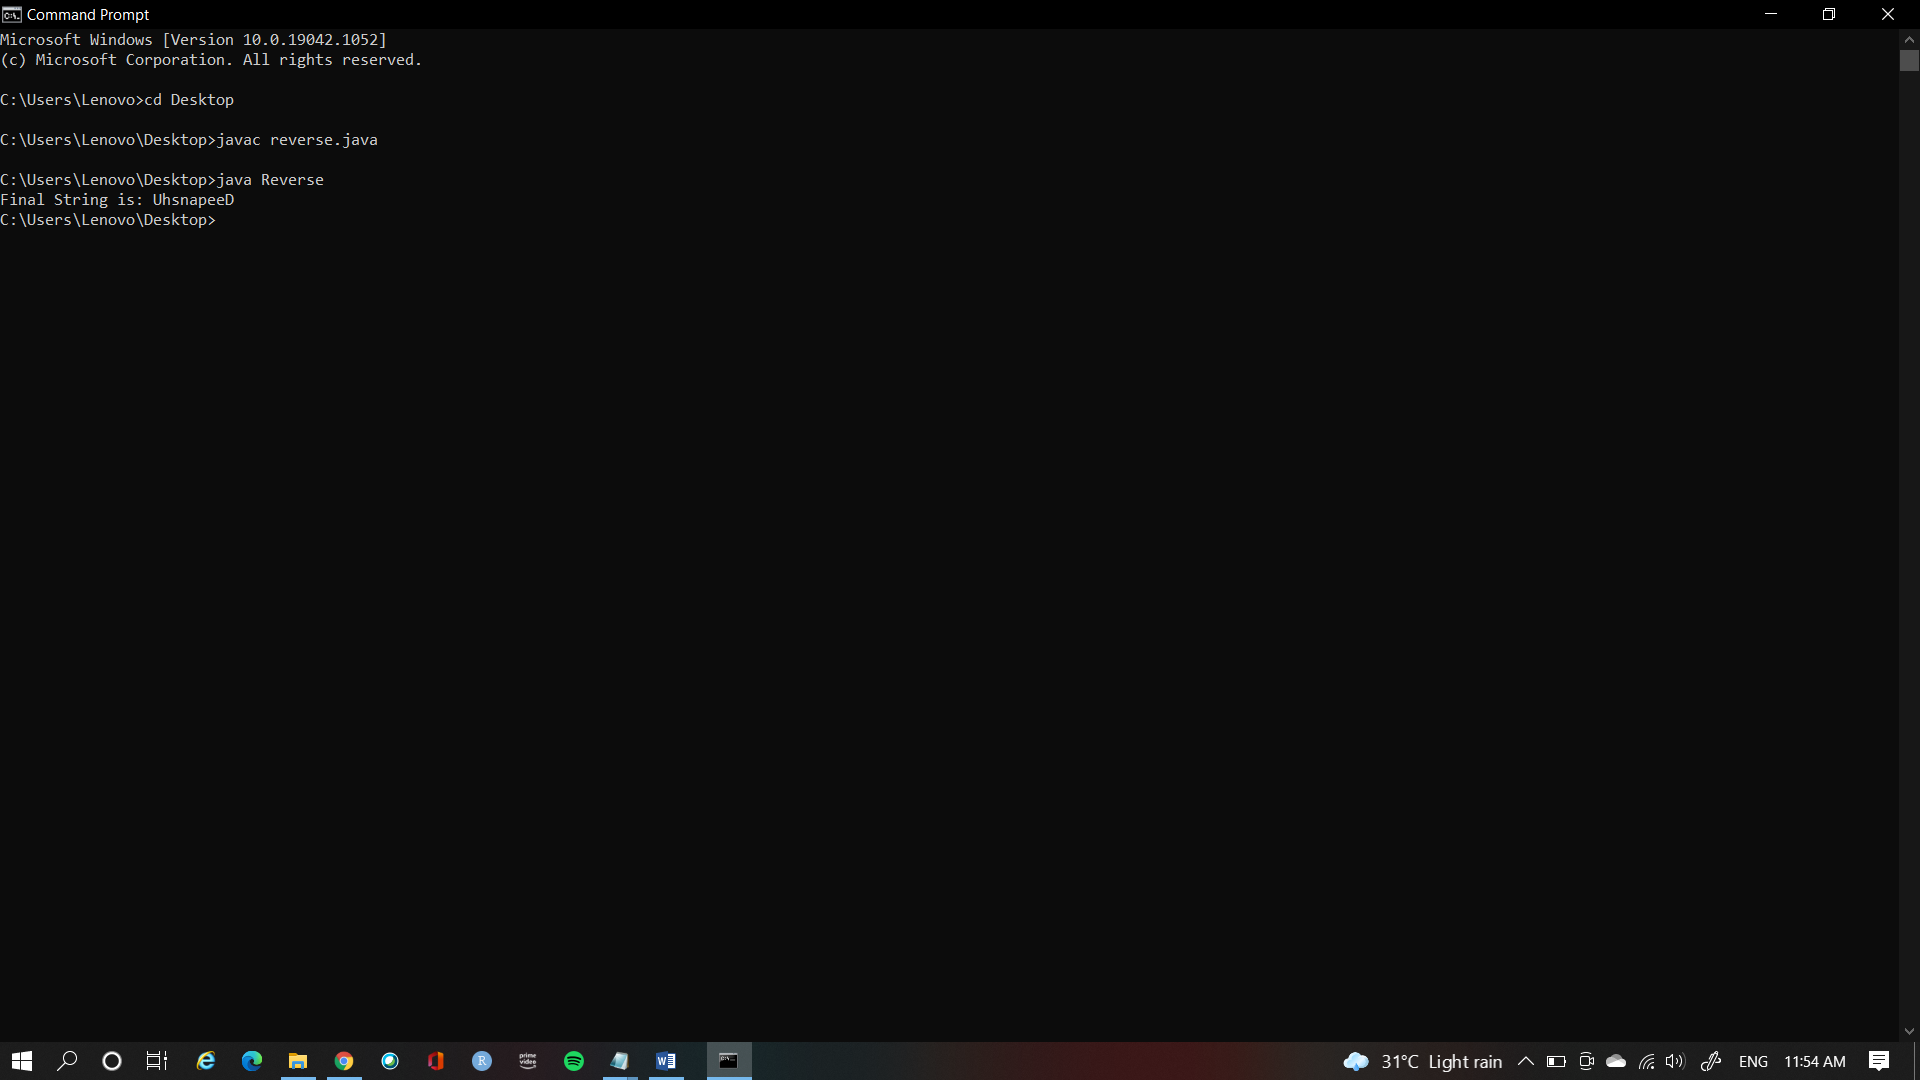 Command Prompt
Microsoft Windows [Version 10.0.19042.1052]
(c) Microsoft Corporation. All rights reserved.
C:\Users\Lenovo>cd Desktop
C:\Users\Lenovo\Desktop>javac reverse.java
C:\Users\Lenovo\Desktop>java Reverse
Final String is: UhsnapeeD
C:\Users\Lenovo\Desktop>
R
prime video
W
31°C Light rain
ENG
11:54 AM